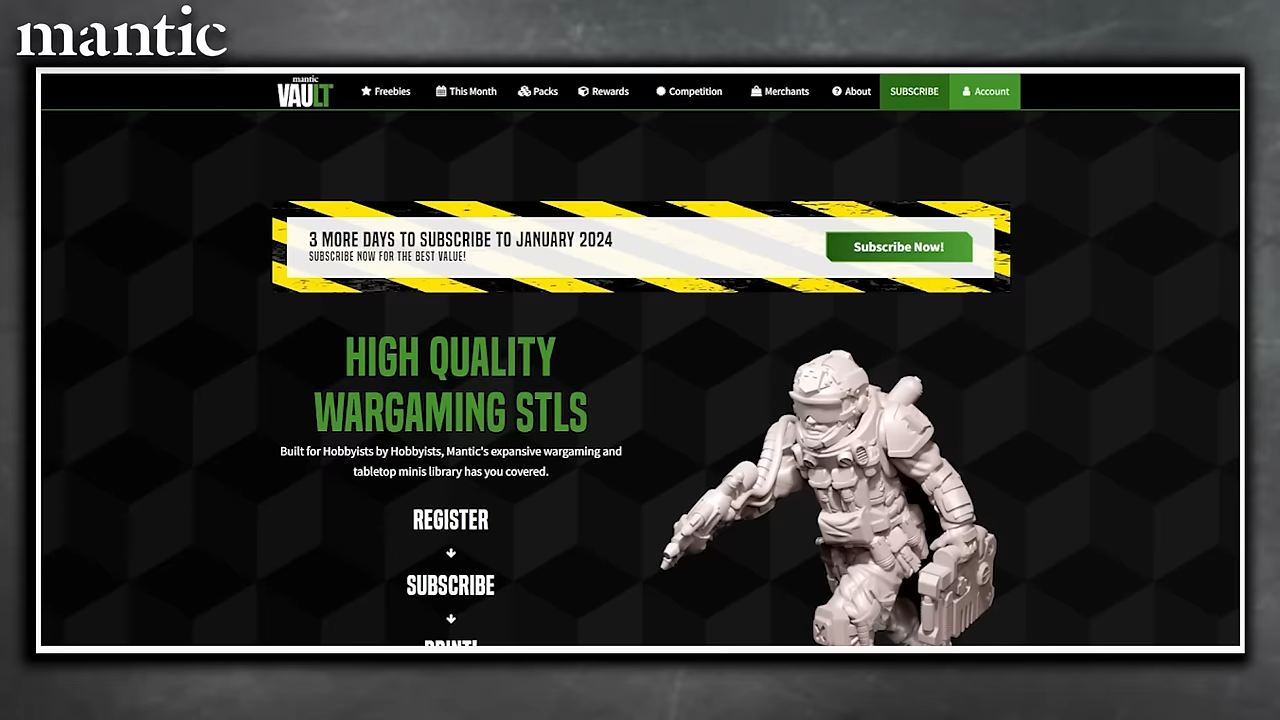 mantic
mantic
VAULT
Freebies
This Month
Packs
Rewards
Competition
Merchants
About
SUBSCRIBE
Account
3 MORE DAYS TO SUBSCRIBE TO JANUARY 2024
SUBSCRIBE NOW FOR THE BEST VALUE!
Subscribe Now!
HIGH QUALITY
WARGAMING STLS
Built for Hobbyists by Hobbyists, Mantic's expansive wargaming and
tabletop minis library has you covered.
REGISTER
SUBSCRIBE
PRINT!